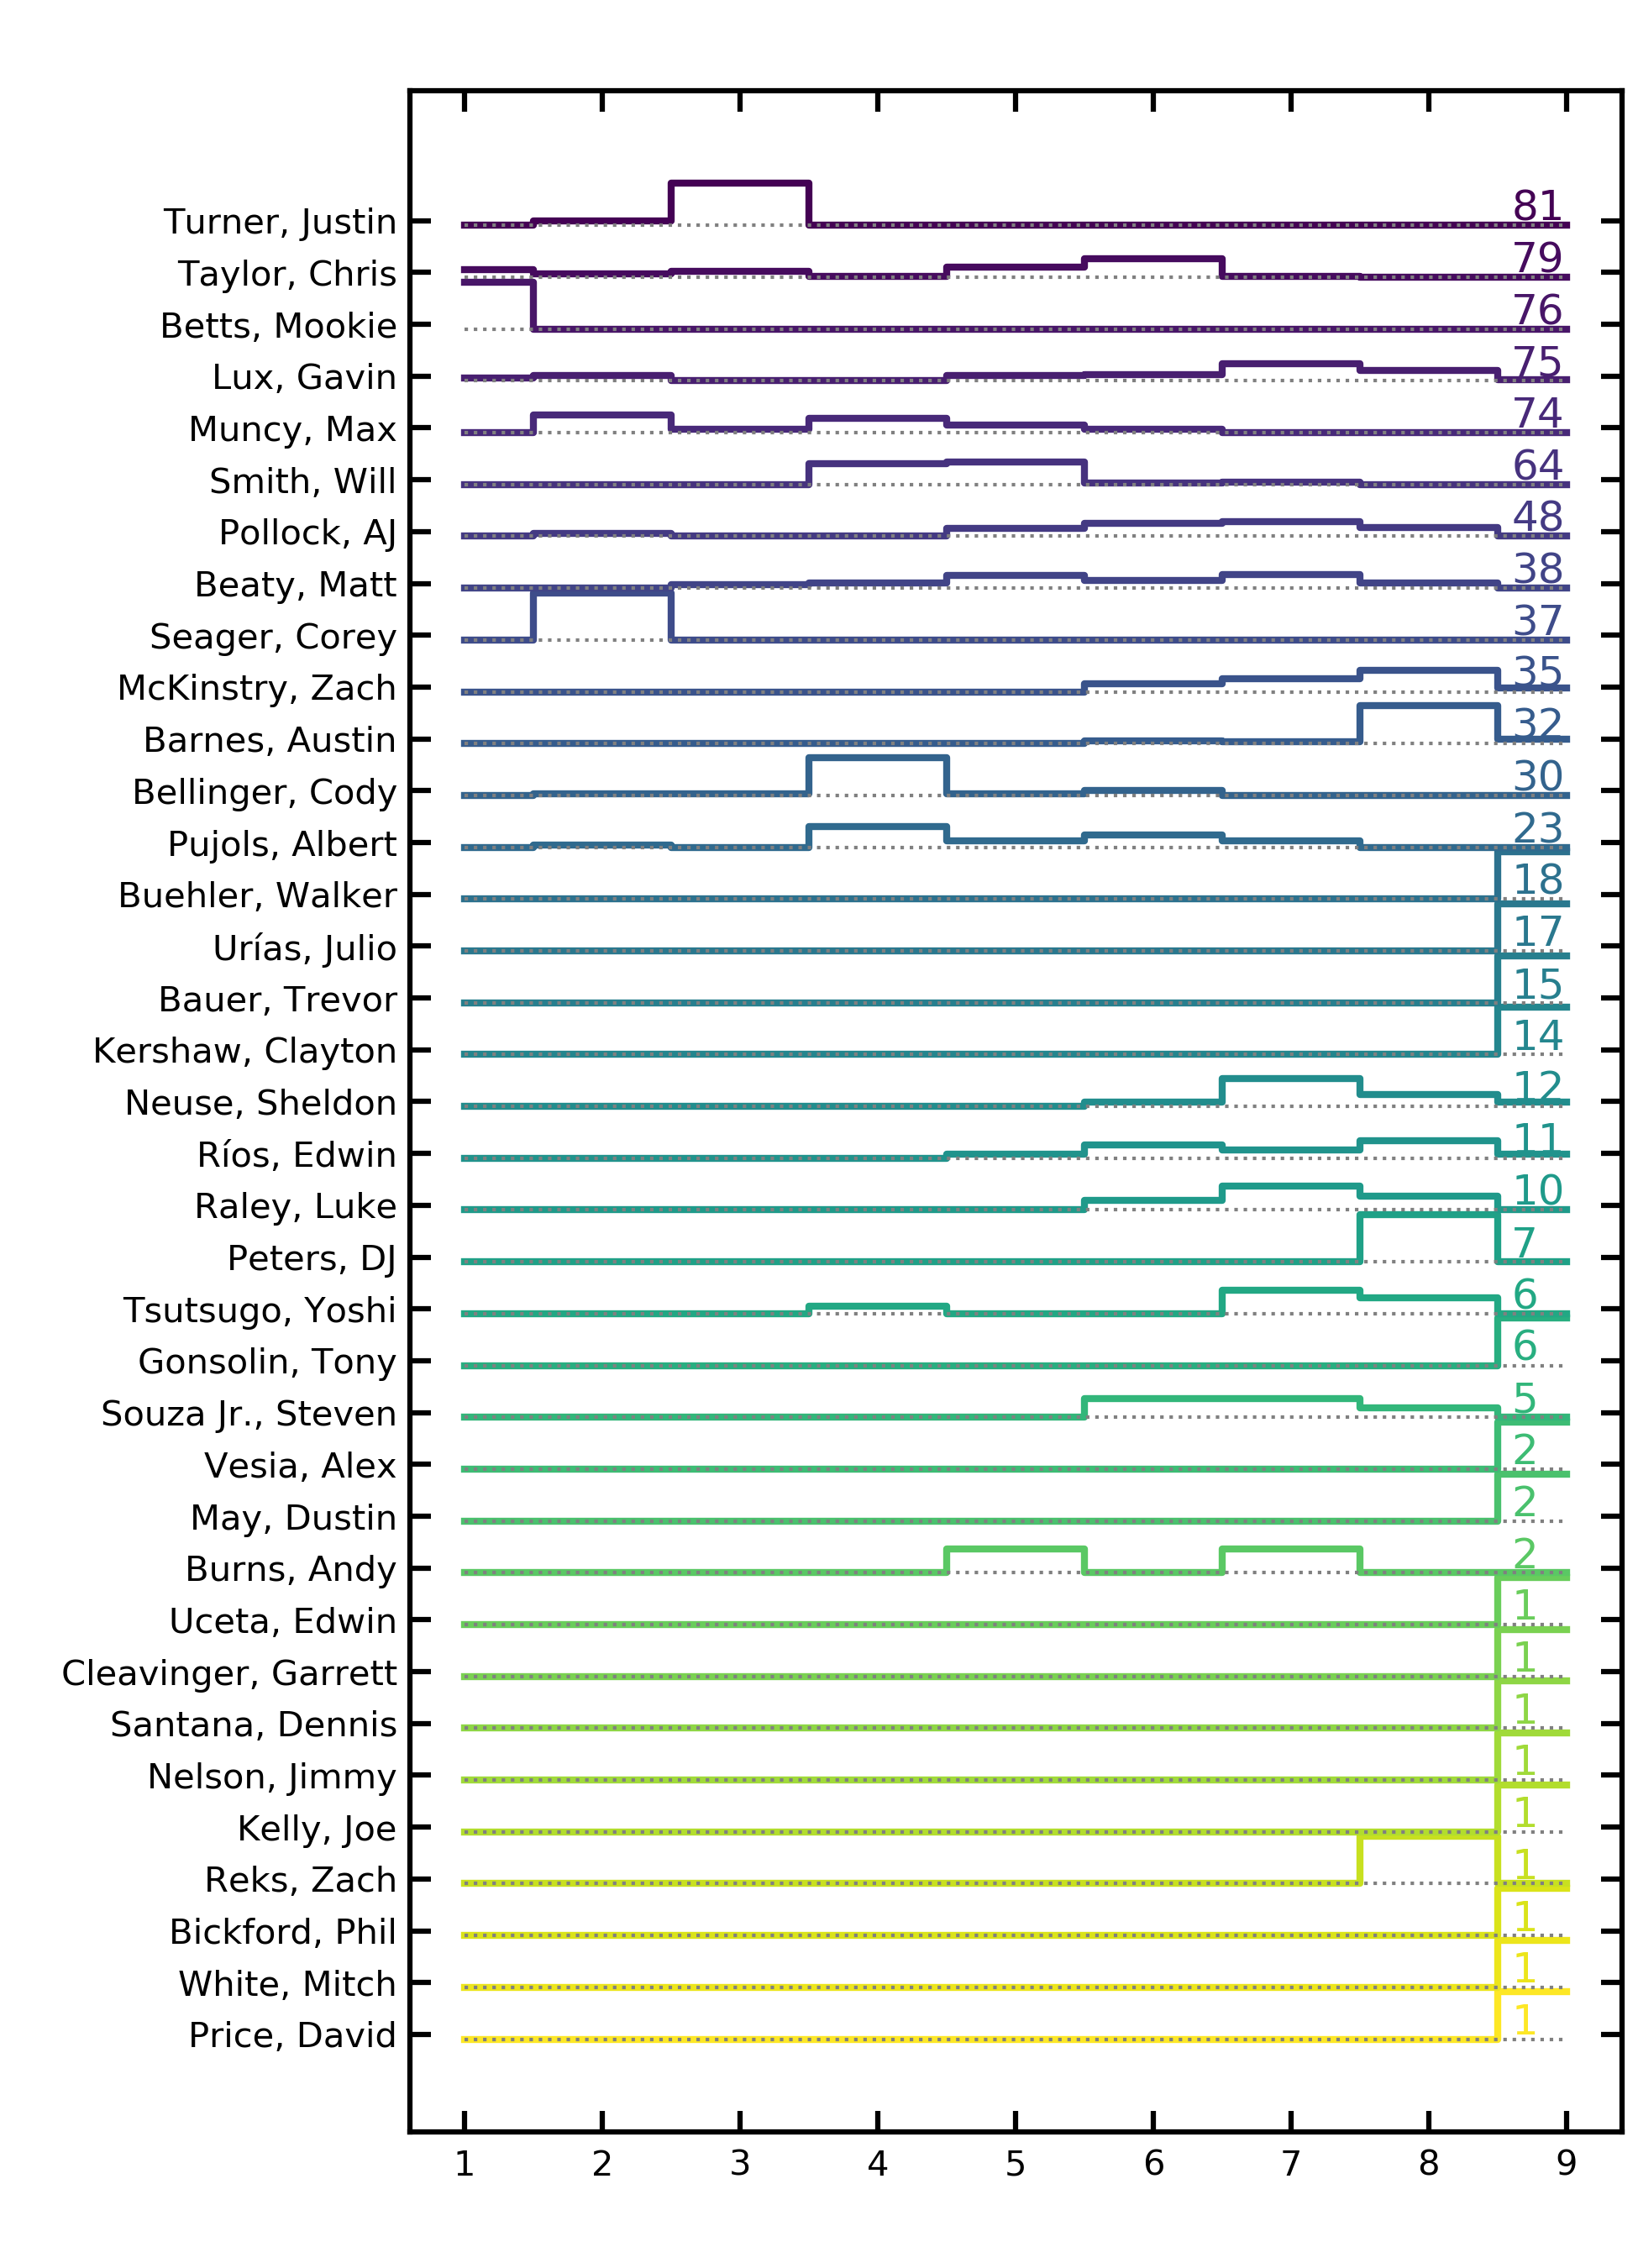 Turner, Justin 81
Taylor, Chris 79
Betts, Mookie 76
Lux, Gavin 75
Muncy, Max 74
Smith, Will 64
Pollock, AJ 48
Beaty, Matt 38
Seager, Corey 37
McKinstry, Zach 35
Barnes, Austin 32
Bellinger, Cody 30
Pujols, Albert 23
Buehler, Walker 18
Urías, Julio 17
Bauer, Trevor 15
Kershaw, Clayton 14
Neuse, Sheldon 12
Ríos, Edwin 11
Raley, Luke 10
Peters, DJ 7
Tsutsugo, Yoshi 6
Gonsolin, Tony 6
Souza Jr., Steven 5
Vesia, Alex 2
May, Dustin 2
Burns, Andy 2
Uceta, Edwin 1
Cleavinger, Garrett 1
Santana, Dennis 1
Nelson, Jimmy 1
Kelly, Joe 1
Reks, Zach 1
Bickford, Phil 1
White, Mitch 1
Price, David 1
1 2 3 4 5 6 7 8 9